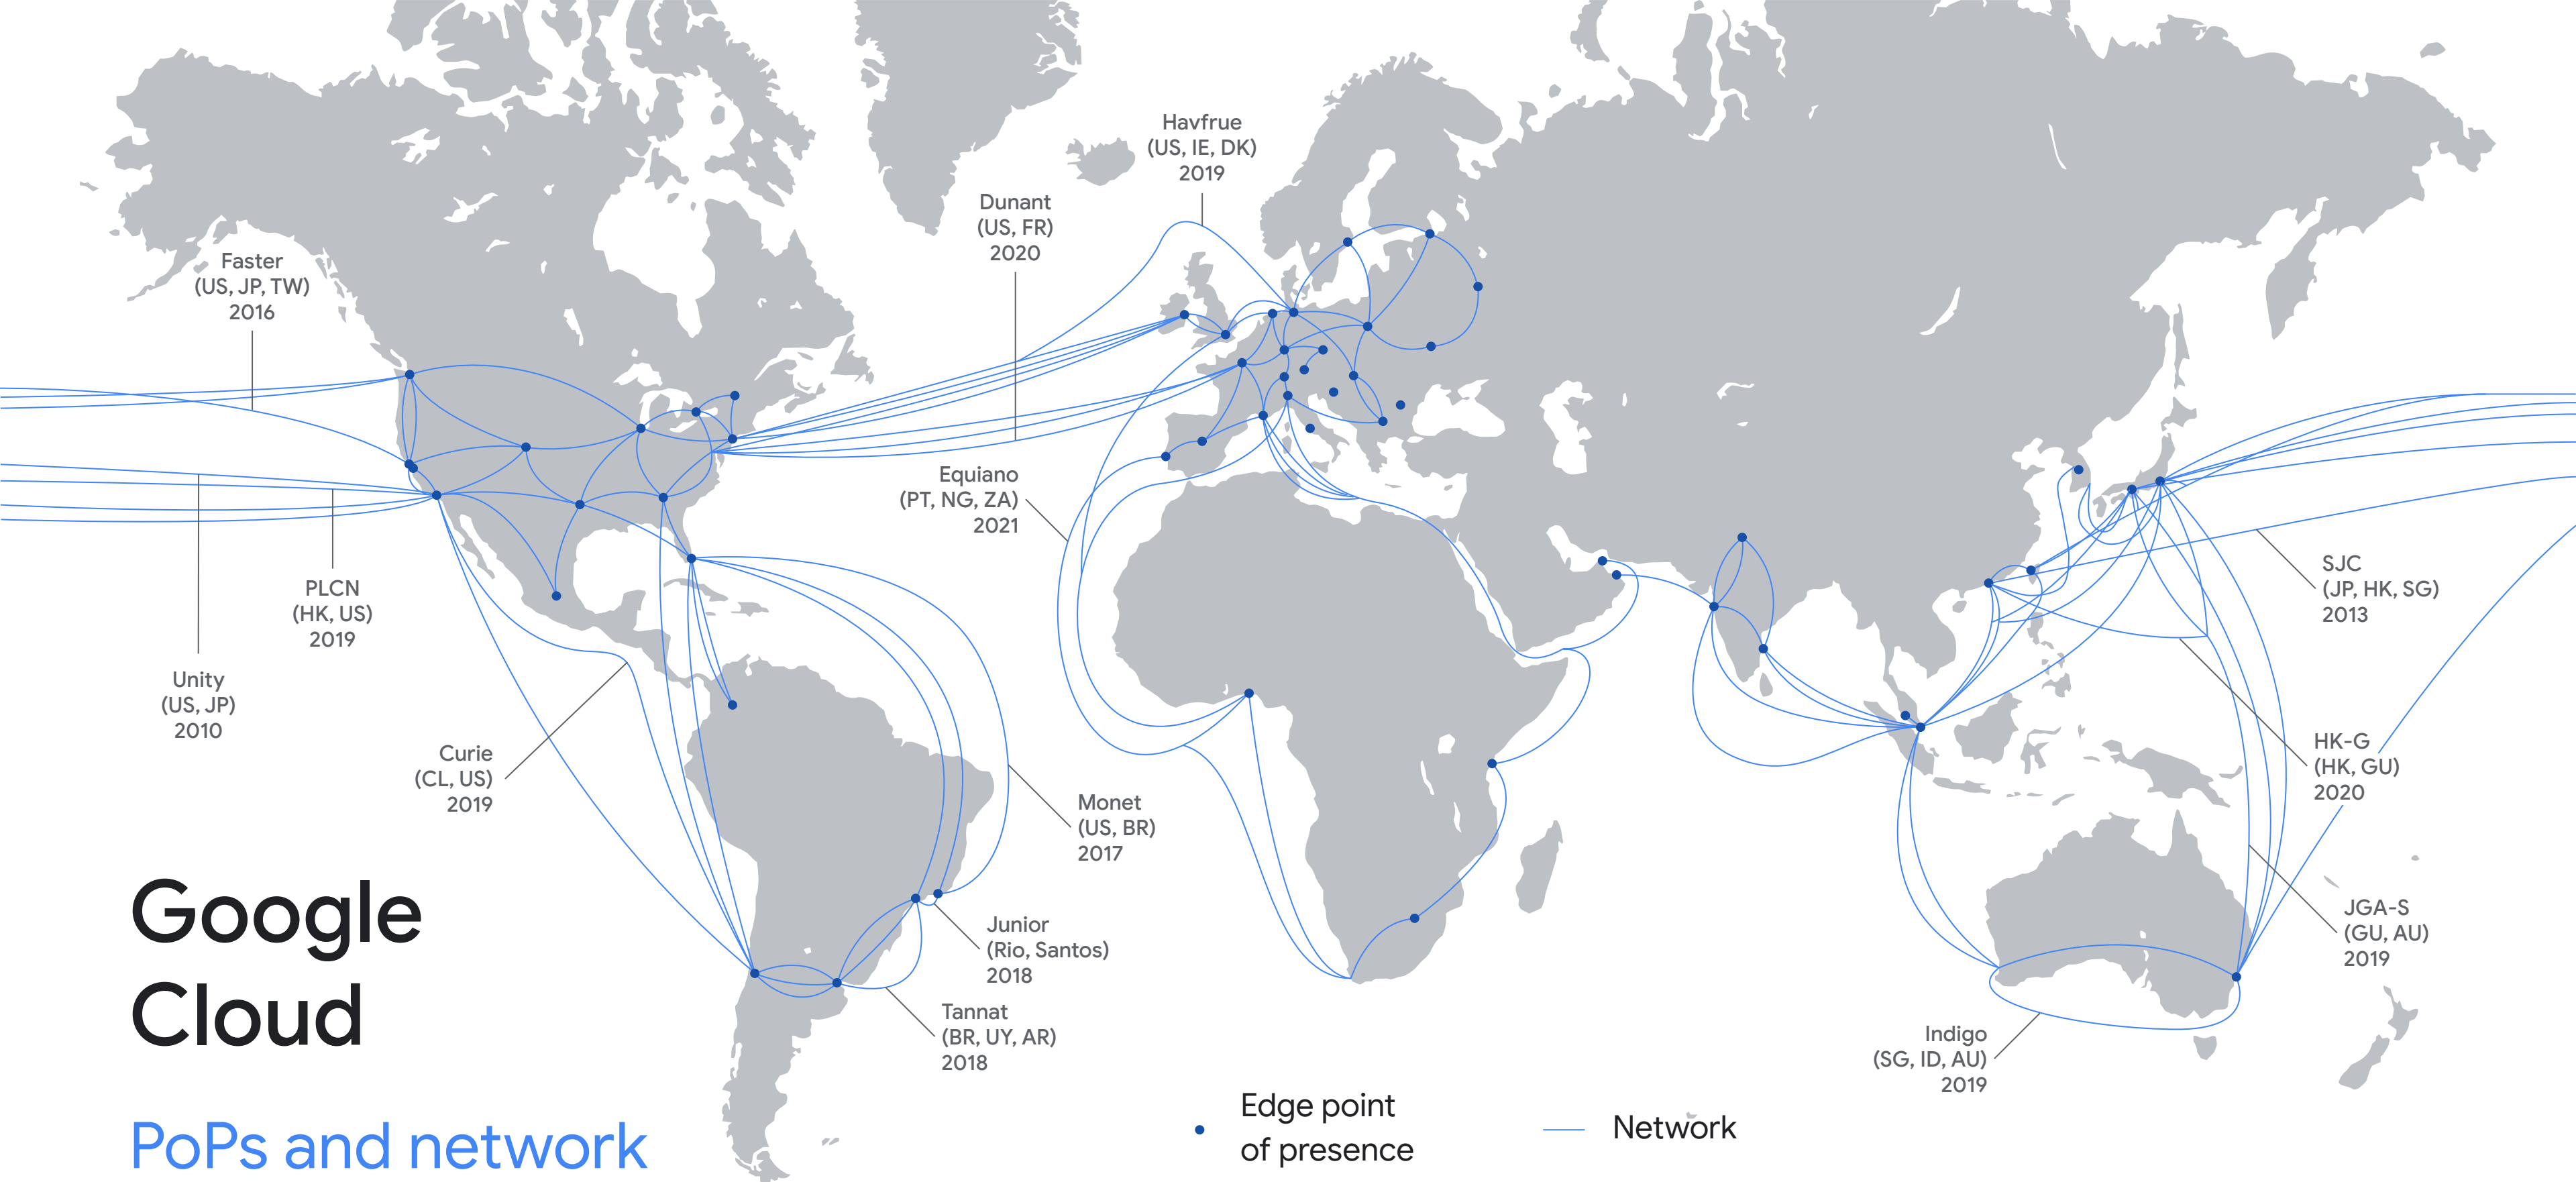 Havfrue
(US, IE, DK)
2019
Dunant
(US, FR)
2020
Faster
(US, JP, TW)
2016
Equiano
(PT, NG, ZA)
2021
PLCN
(HK, US)
2019
Unity
(US, JP)
2010
SJC
(JP, HK, SG)
2013
Curie
(CL, US)
2019
HK-G
(HK, GU)
2020
Monet
(US, BR)
2017
JGA-S
(GU, AU)
2019
Junior
(Rio, Santos)
2018
Tannat
(BR, UY, AR)
2018
Indigo
(SG, ID, AU)
2019
Google
Cloud
PoPs and network
Edge point
of presence
Network